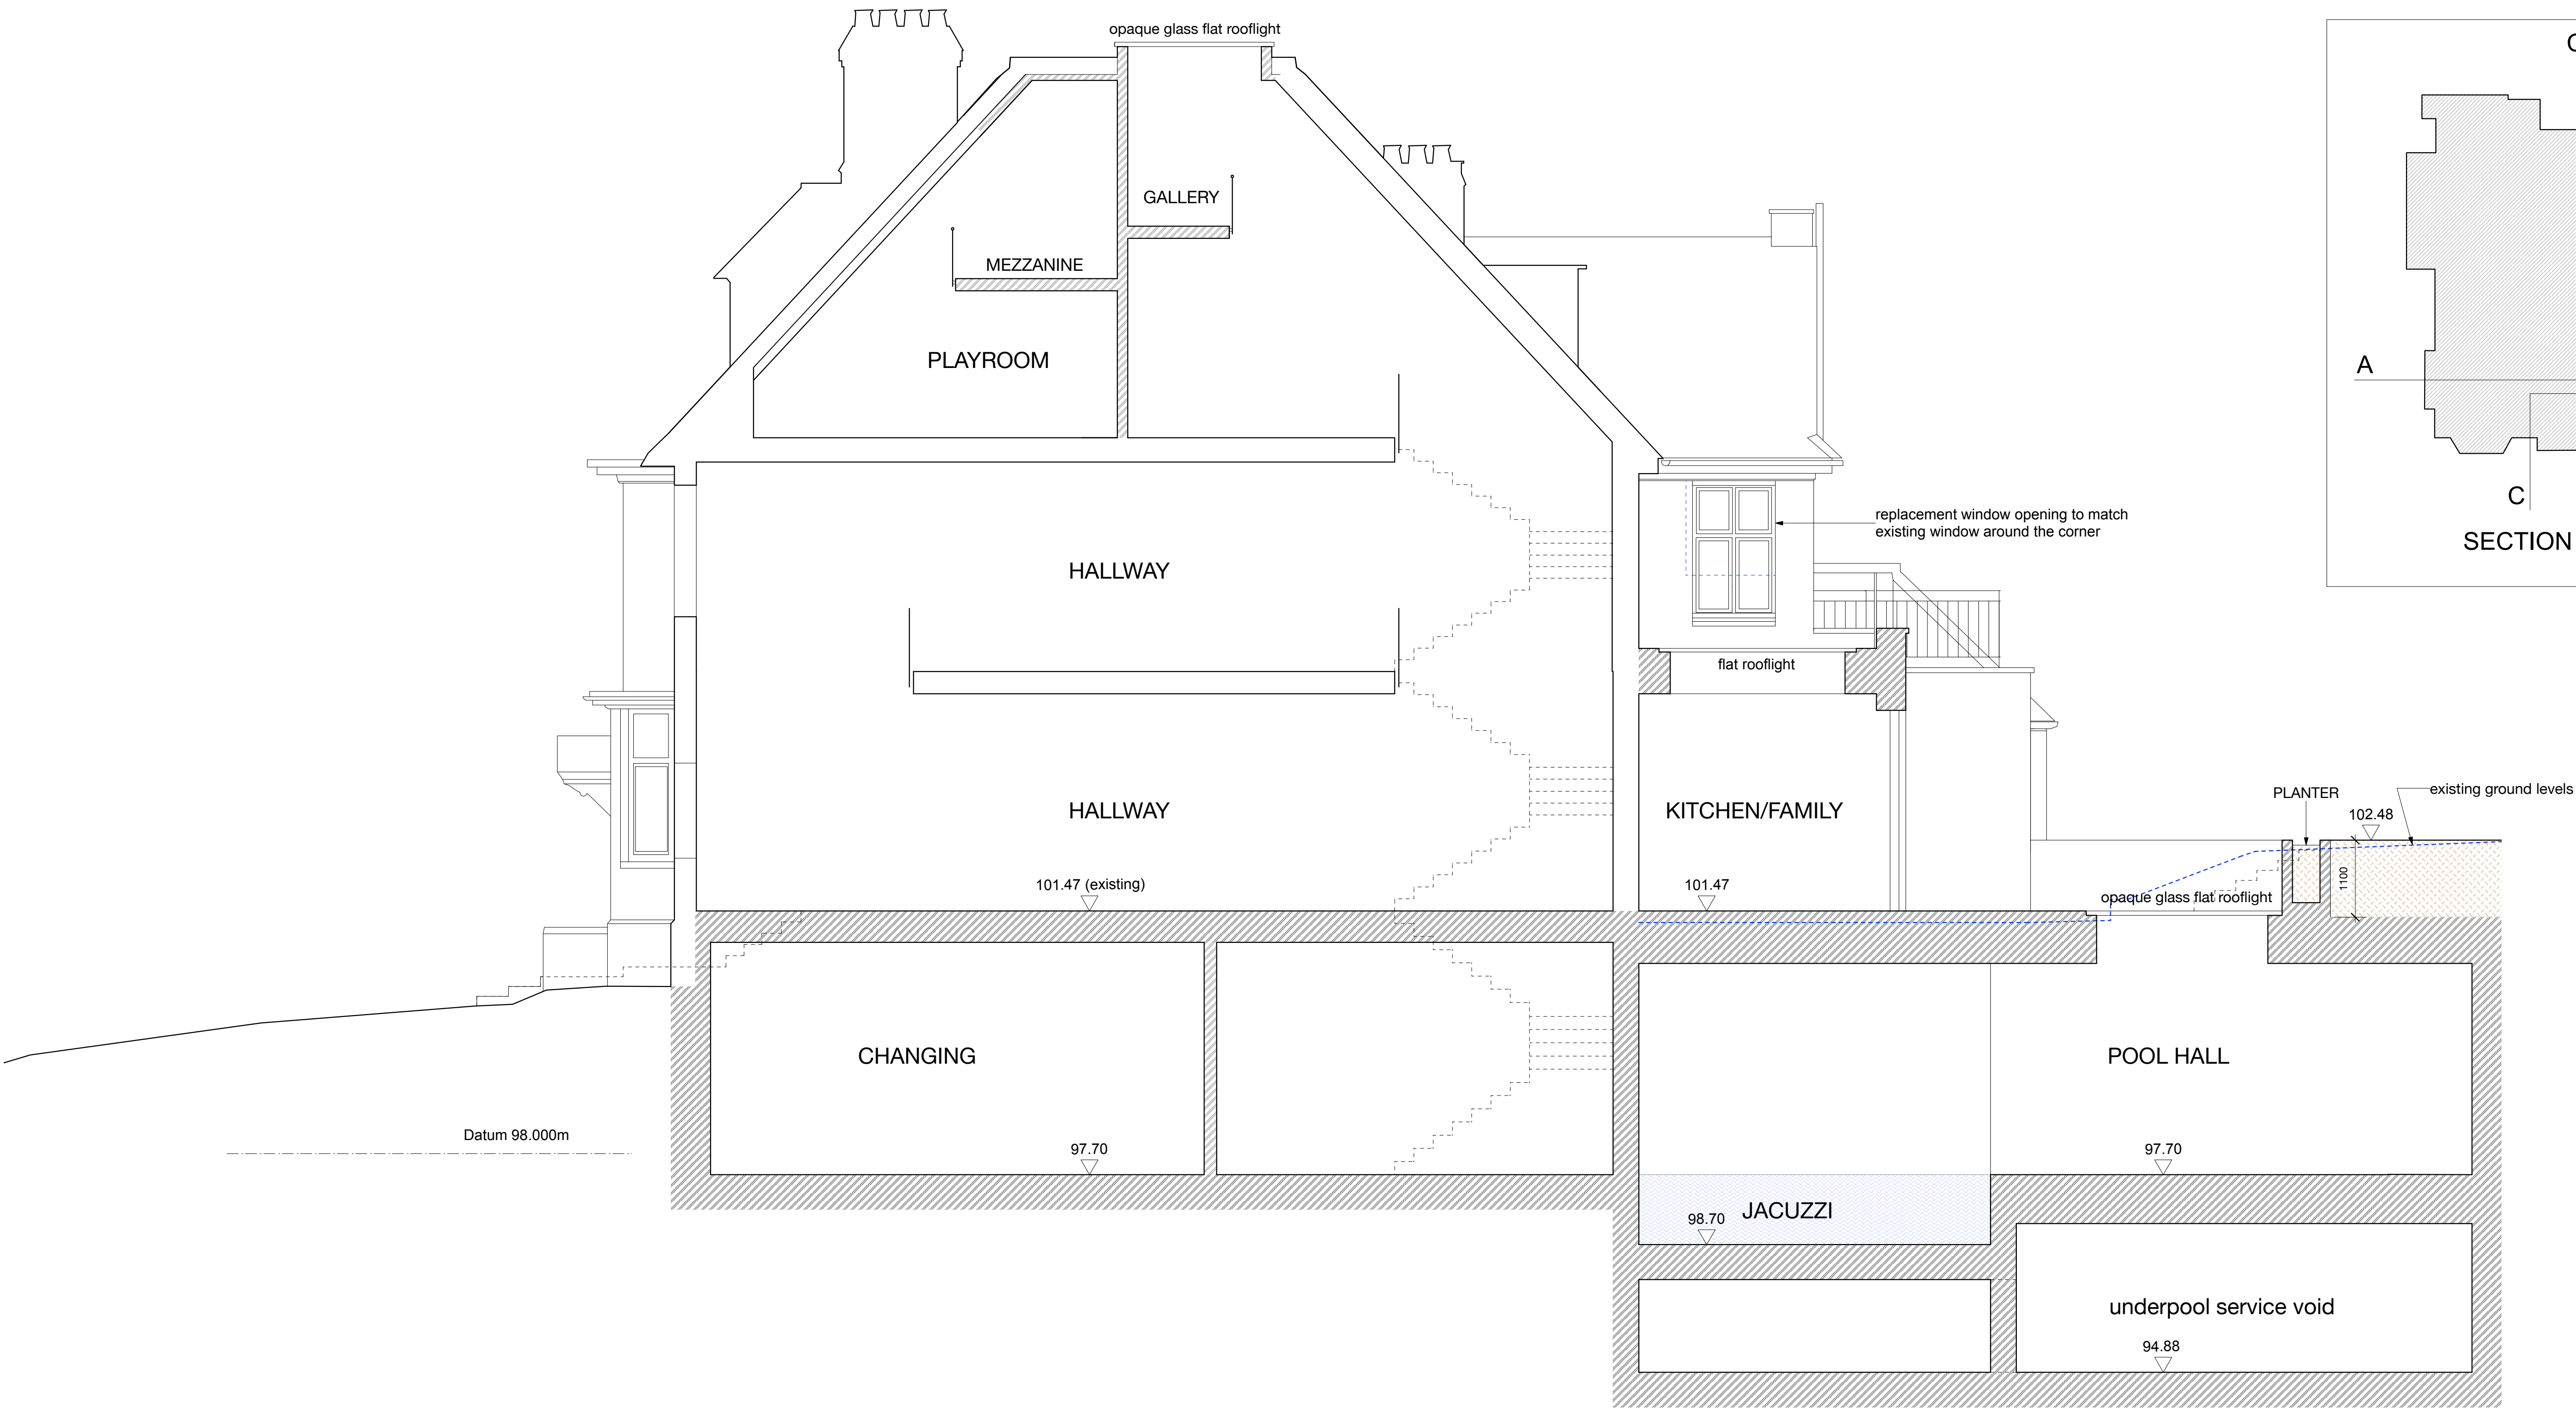 opaque glass flat rooflight
GALLERY
MEZZANINE
PLAYROOM
A
C
SECTION
HALLWAY
replacement window opening to match
existing window around the corner
flat rooflight
HALLWAY
KITCHEN/FAMILY
PLANTER
existing ground levels
102.48
1100
101.47 (existing)
101.47
opaque glass flat rooflight
CHANGING
POOL HALL
Datum 98.000m
97.70
97.70
JACUZZI
98.70
underpool service void
94.88